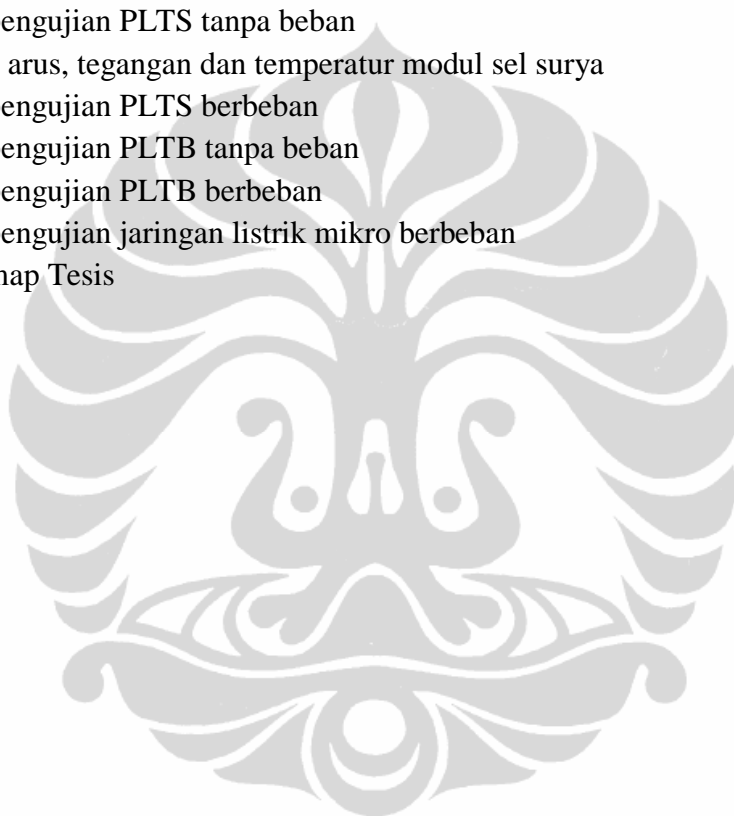 engujian PLTS tanpa beban
arus, tegangan dan temperatur modul sel surya
engujian PLTS berbeban
engujian PLTB tanpa beban
engujian PLTB berbeban
engujian jaringan listrik mikro berbeban
nap Tesis